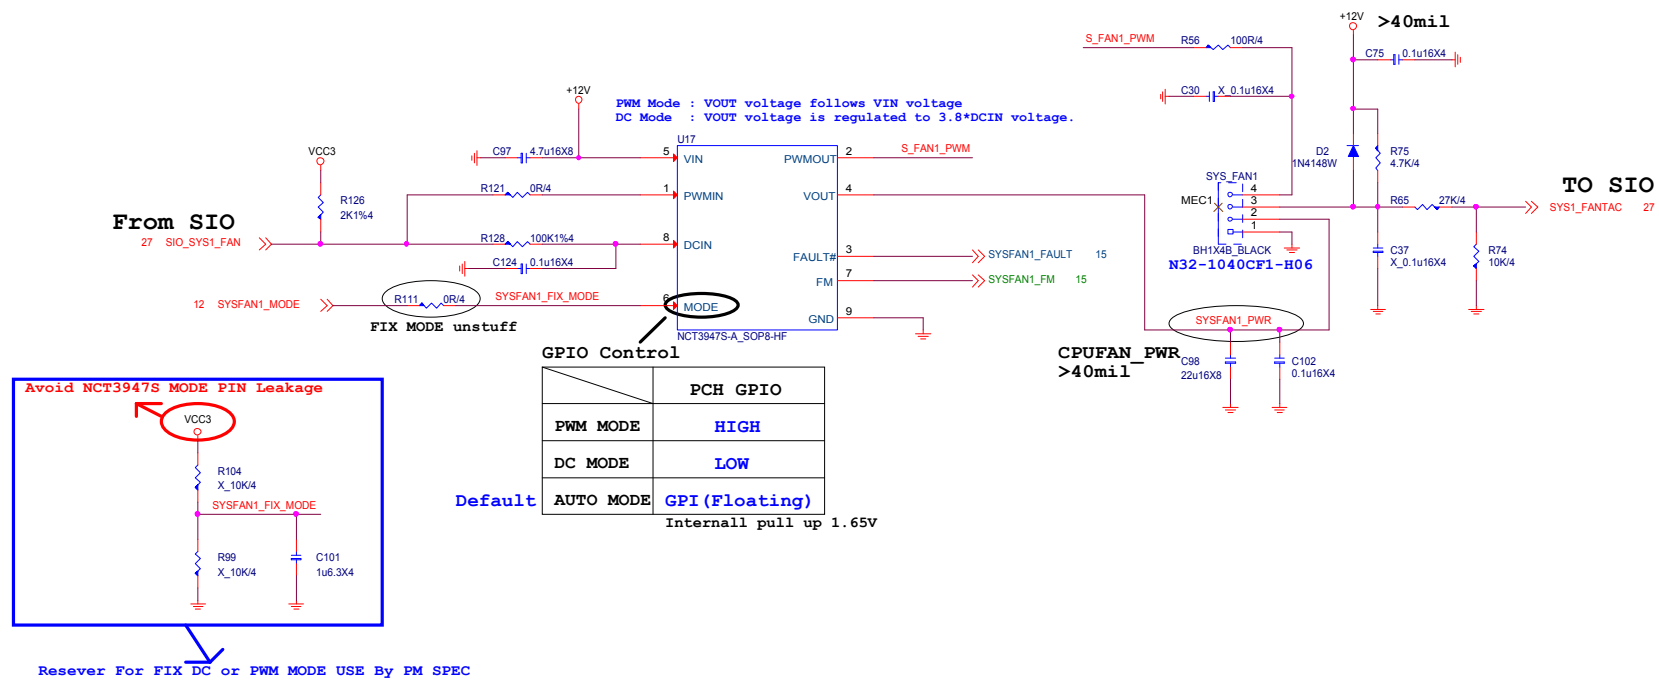 +12V
>40mil
S_FAN1_PWM
R56
100R/4
C75
0.1u16X4
+12V
C30
X_0.1u16X4
PWM Mode : VOUT voltage follows VIN voltage
DC Mode  : VOUT voltage is regulated to 3.8*DCIN voltage.
U17
VCC3
C97
4.7u16X8
5
VIN
PWMOUT
2
S_FAN1_PWM
D2
1N4148W
R75
4.7K/4
R121
0R/4
1
PWMIN
VOUT
4
SYS_FAN1
MEC1
4
3
2
1
R65
27K/4
TO SIO
SYS1_FANTAC
27
R126
2K1%4
From SIO
27
SIO_SYS1_FAN
R128
100K1%4
8
DCIN
C124
0.1u16X4
FAULT#
3
SYSFAN1_FAULT
15
BH1X4B_BLACK
N32-1040CF1-H06
C37
X_0.1u16X4
R74
10K/4
FM
7
SYSFAN1_FM
15
12
SYSFAN1_MODE
R111
0R/4
SYSFAN1_FIX_MODE
6
MODE
GND
9
FIX MODE unstuff
NCT3947S-A_SOP8-HF
SYSFAN1_PWR
GPIO Control
CPUFAN_PWR
>40mil
C98
22u16X8
C102
0.1u16X4
PCH GPIO
PWM MODE
HIGH
DC MODE
LOW
Default
AUTO MODE
GPI(Floating)
Internall pull up 1.65V
Avoid NCT3947S MODE PIN Leakage
VCC3
R104
X_10K/4
SYSFAN1_FIX_MODE
R99
X_10K/4
C101
1u6.3X4
Resever For FIX DC or PWM MODE USE By PM SPEC